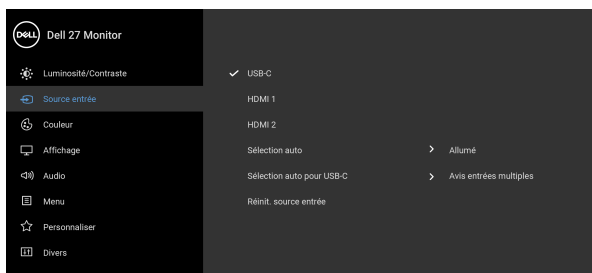 DELL Dell 27 Monitor
Luminosité/Contraste
USB-C
Source entrée
HDMI 1
Couleur
HDMI 2
Affichage
Sélection auto
Allumé
Audio
Sélection auto pour USB-C
Avis entrées multiples
Menu
Réinit. source entrée
Personnaliser
Divers